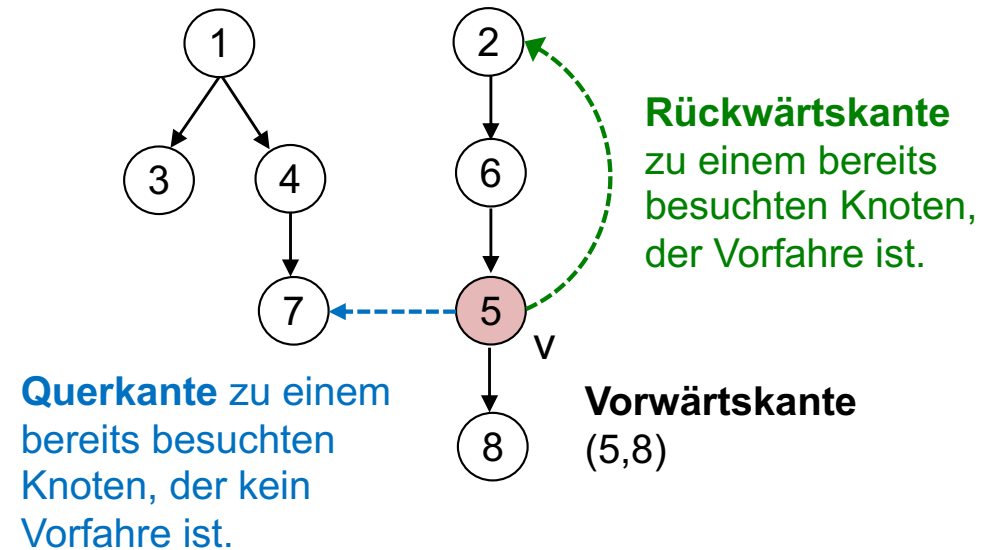 1
2
3
4
6
7
5
v
8
Rückwärtskante
zu einem bereits
besuchten Knoten,
der Vorfahre ist.
Querkante zu einem
bereits besuchten
Knoten, der kein
Vorfahre ist.
Vorwärtskante
(5,8)